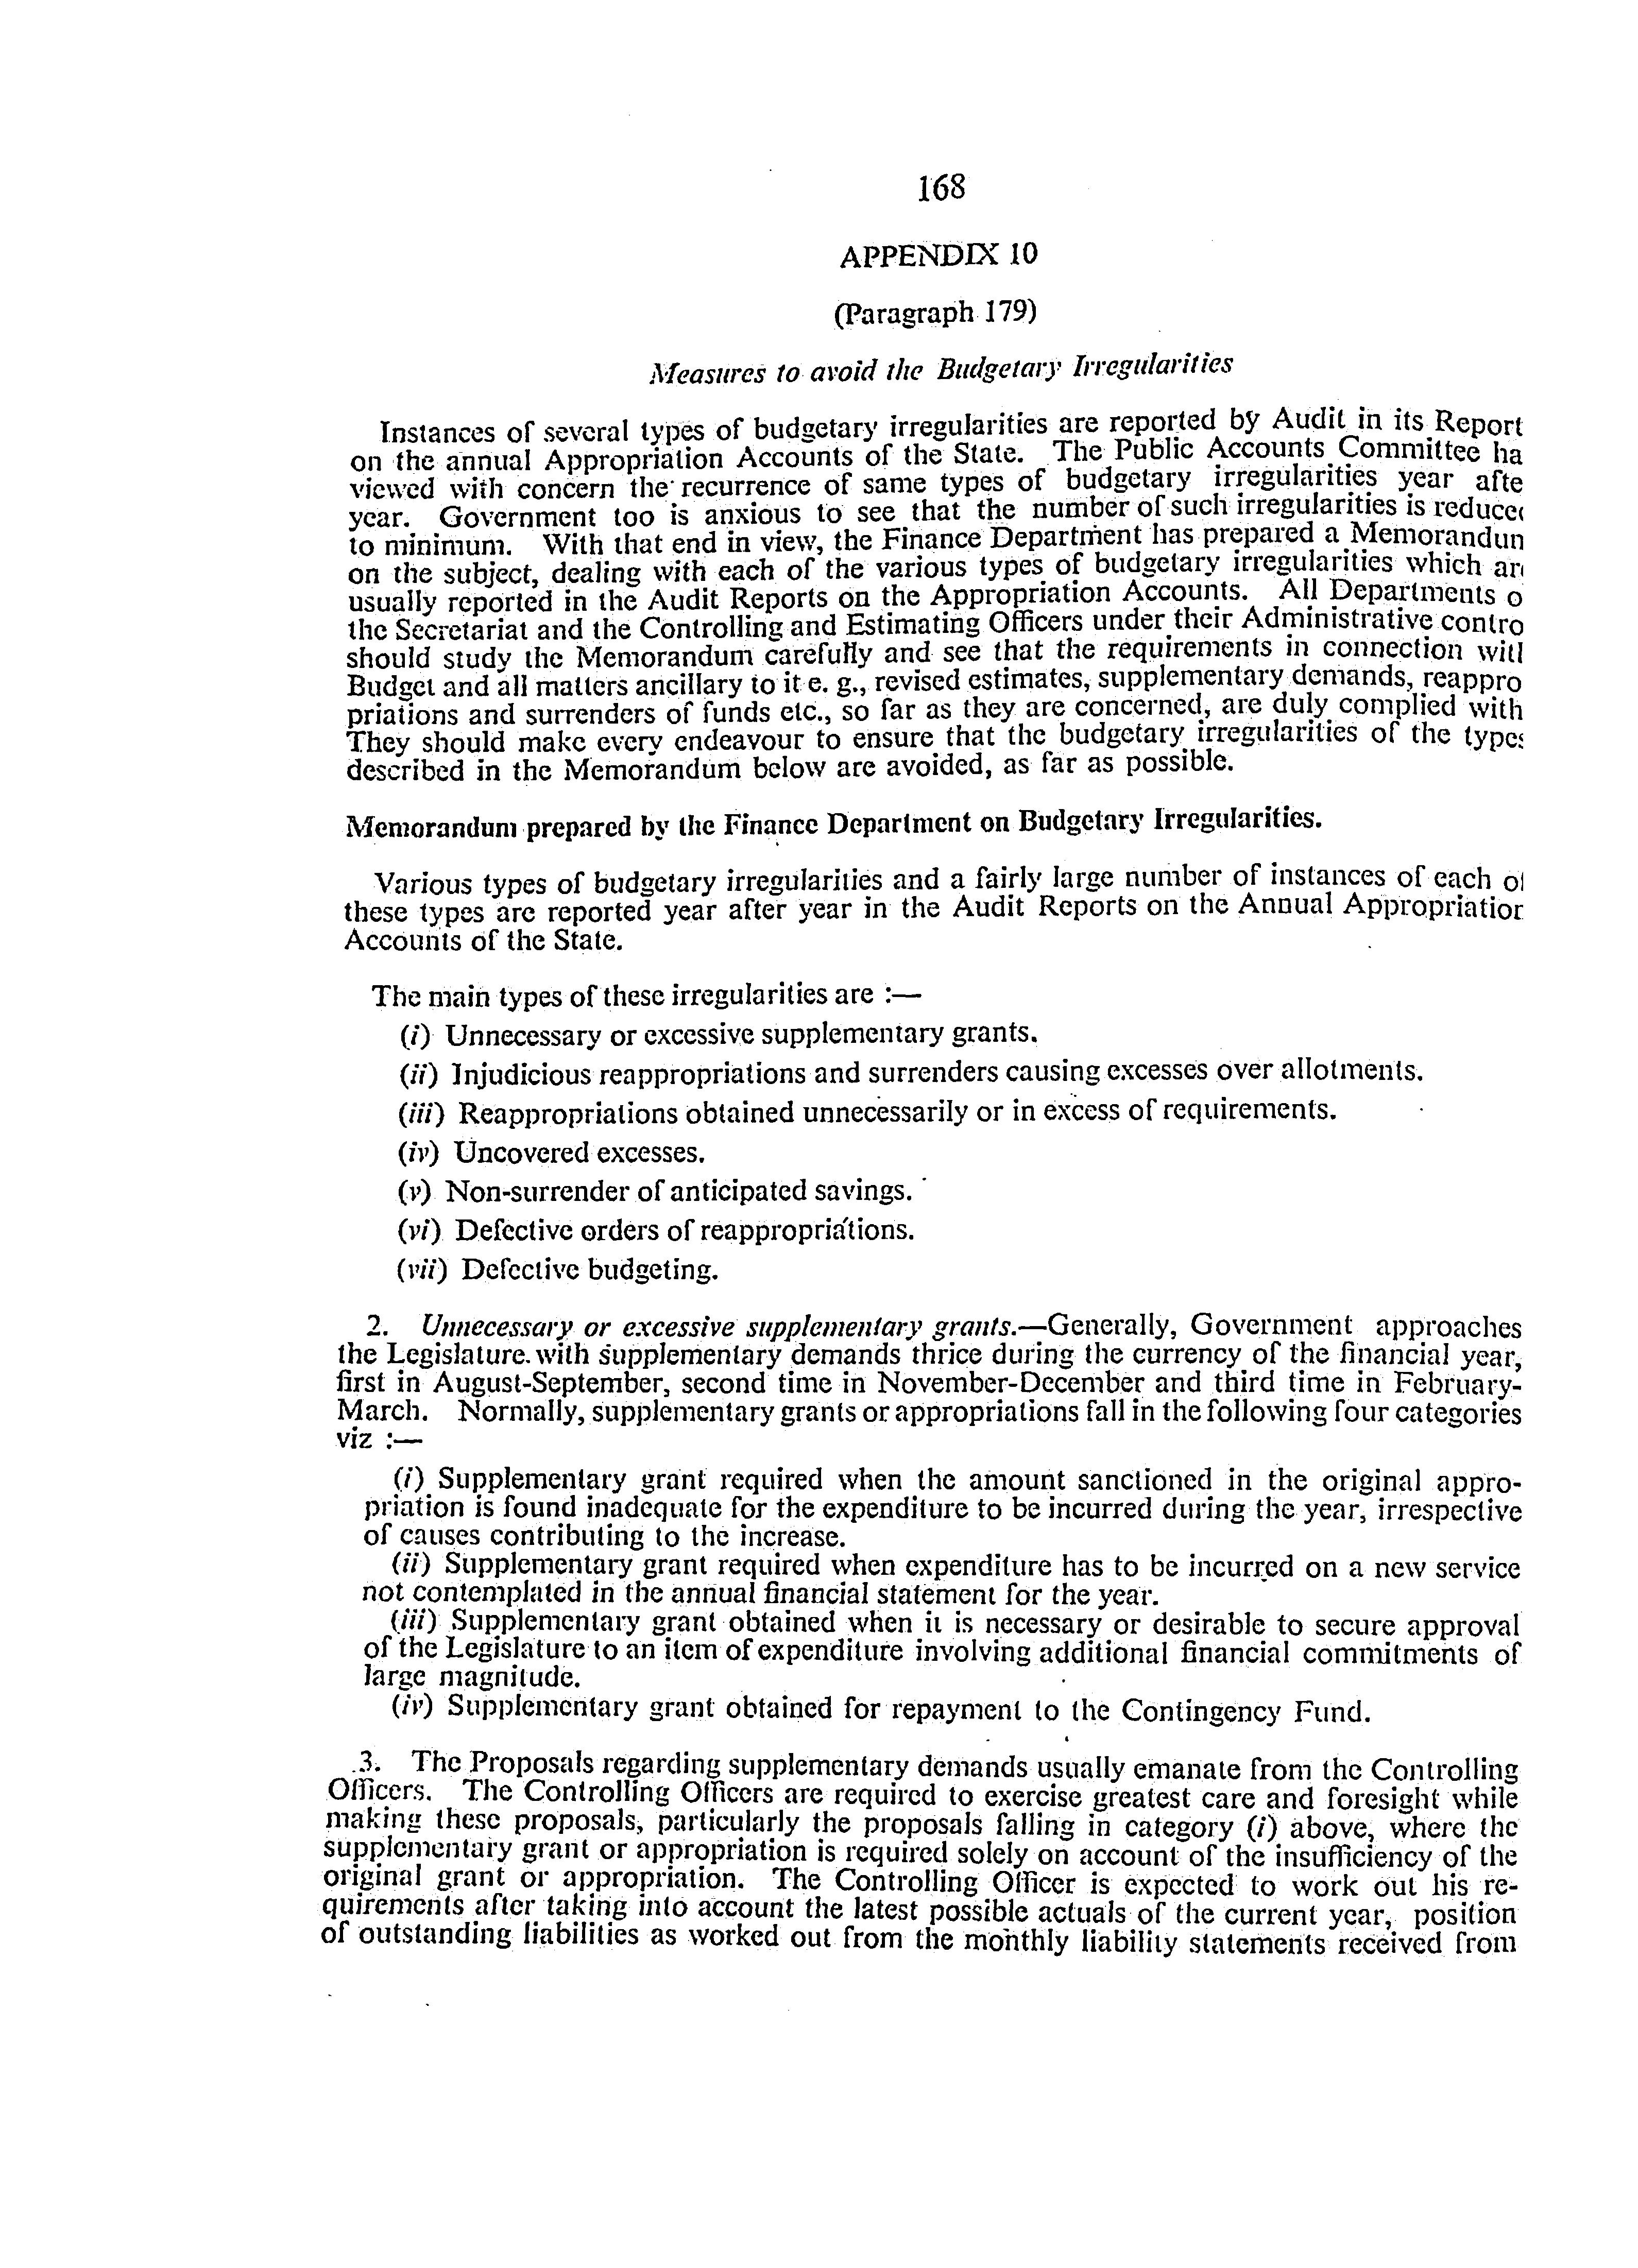 168
APPENDIX 10
(Paragraph 179)
Measures to avoid the Budgetary Irregularities
Instances of several types of budgetary irregularities are reported by Audit in its Report
on the annual Appropriation Accounts of the State. The Public Accounts Committee ha
viewed with concern the recurrence of same types of budgetary irregularities year afte
year. Government too is anxious to see that the number of such irregularities is reduce
to minimum. With that end in view, the Finance Department has prepared a Memorandun
on the subject, dealing with each of the various types of budgetary irregularities which ar
usually reported in the Audit Reports on the Appropriation Accounts. All Departments o
the Secretariat and the Controlling and Estimating Officers under their Administrative contro
should study the Memorandum carefully and see that the requirements in connection witl
Budget and all matters ancillary to it e. g., revised estimates, supplementary demands, reappro
priations and surrenders of funds etc., so far as they are concerned, are duly complied with
They should make every endeavour to ensure that the budgetary irregularities of the types
described in the Memorandum below are avoided, as far as possible.
Memorandum prepared by the Finance Department on Budgetary Irregularities.
Various types of budgetary irregularities and a fairly large number of instances of each of
these types are reported year after year in the Audit Reports on the Annual Appropriation
Accounts of the State.
The main types of these irregularities are :—
(i) Unnecessary or excessive supplementary grants.
(ii) Injudicious reappropriations and surrenders causing excesses over allotments.
(iii) Reappropriations obtained unnecessarily or in excess of requirements.
(iv) Uncovered excesses.
(v) Non-surrender of anticipated savings.
(vi) Defective orders of reappropriations.
(vii) Defective budgeting.
2. Unnecessary or excessive supplementary grants.—Generally, Government approaches
the Legislature with supplementary demands thrice during the currency of the financial year,
first in August-September, second time in November-December and third time in February-
March. Normally, supplementary grants or appropriations fall in the following four categories
viz :—
(i) Supplementary grant required when the amount sanctioned in the original appro-
priation is found inadequate for the expenditure to be incurred during the year, irrespective
of causes contributing to the increase.
(ii) Supplementary grant required when expenditure has to be incurred on a new service
not contemplated in the annual financial statement for the year.
(iii) Supplementary grant obtained when it is necessary or desirable to secure approval
of the Legislature to an item of expenditure involving additional financial commitments of
large magnitude.
(iv) Supplementary grant obtained for repayment to the Contingency Fund.
3. The Proposals regarding supplementary demands usually emanate from the Controlling
Officers. The Controlling Officers are required to exercise greatest care and foresight while
making these proposals, particularly the proposals falling in category (i) above, where the
supplementary grant or appropriation is required solely on account of the insufficiency of the
original grant or appropriation. The Controlling Officer is expected to work out his re-
quirements after taking into account the latest possible actuals of the current year, position
of outstanding liabilities as worked out from the monthly liability statements received from